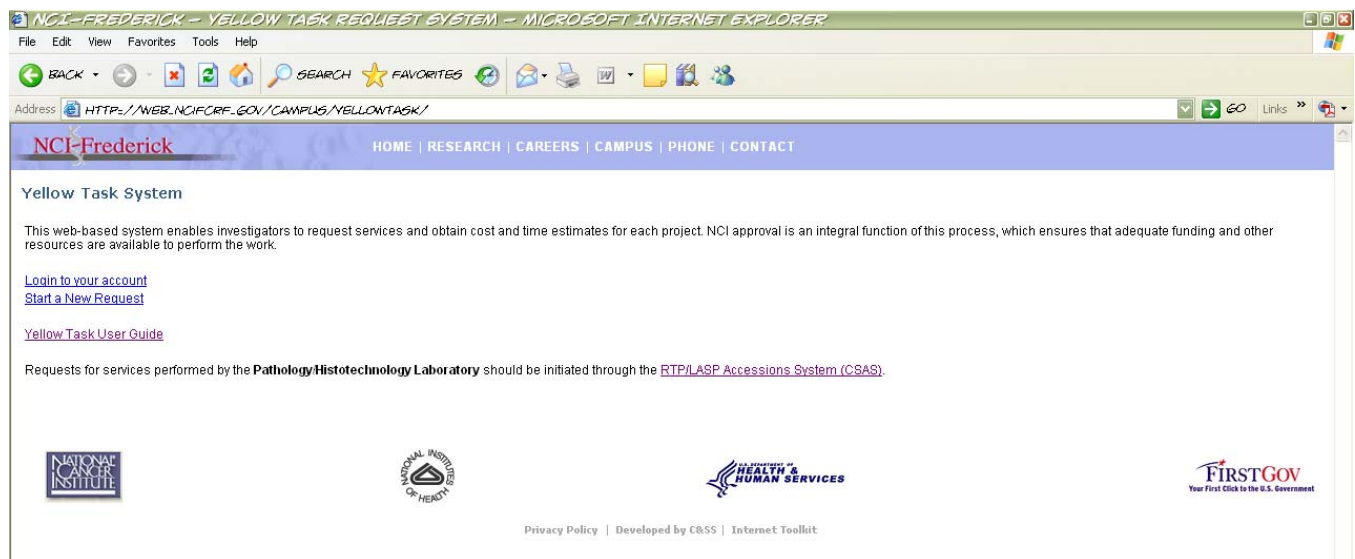 NCI-FREDERICK - YELLOW TASK REQUEST SYSTEM - MICROSOFT INTERNET EXPLORER
File Edit View Favorites Tools Help
BACK SEARCH FAVORITES
Address HTTP://WEB.NCIFCRF.GOV/CAMPUS/YELLOWTASK/ GO Links »
NCI-Frederick HOME | RESEARCH | CAREERS | CAMPUS | PHONE | CONTACT
Yellow Task System
This web-based system enables investigators to request services and obtain cost and time estimates for each project. NCI approval is an integral function of this process, which ensures that adequate funding and other
resources are available to perform the work.
Login to your account
Start a New Request
Yellow Task User Guide
Requests for services performed by the Pathology/Histotechnology Laboratory should be initiated through the RTP/LASP Accessions System (CSAS).
NATIONAL CANCER INSTITUTE
NATIONAL INSTITUTES OF HEALTH
U.S. DEPARTMENT OF HEALTH & HUMAN SERVICES
FIRSTGOV
Your First Click to the U.S. Government
Privacy Policy | Developed by C&SS | Internet Toolkit